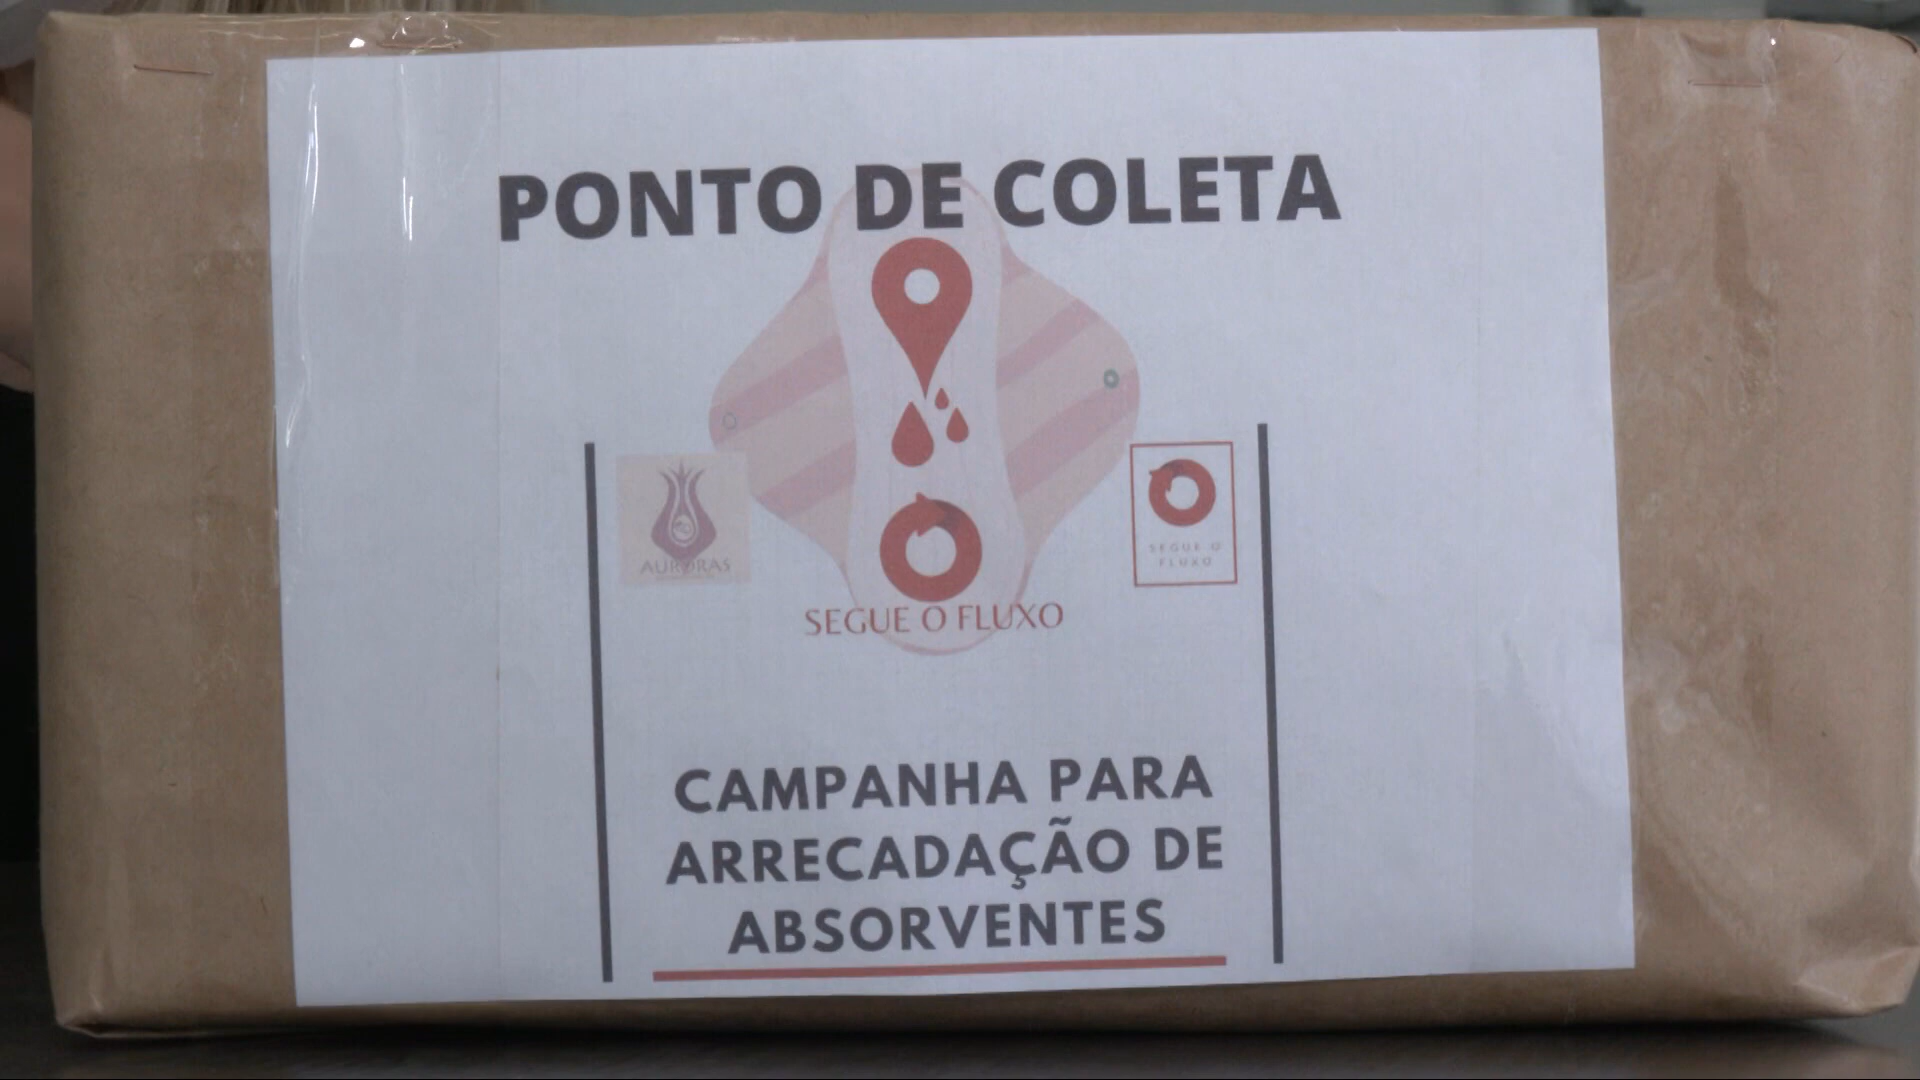 PONTO DE COLETA
AURORAS
SEGUE O
FLUXO
SEGUE O FLUXO
CAMPANHA PARA
ARRECADAÇÃO DE
ABSORVENTES